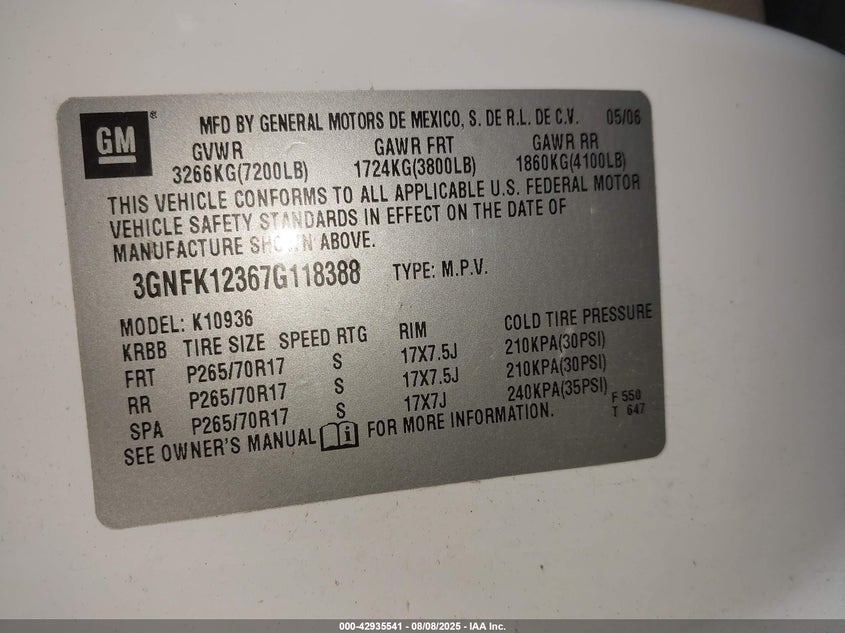 GM
MFD BY GENERAL MOTORS DE MEXICO, S. DE R.L. DE C.V. 05/06
GVWR GAWR FRT GAWR RR
3266KG(7200LB) 1724KG(3800LB) 1860KG(4100LB)
THIS VEHICLE CONFORMS TO ALL APPLICABLE U.S. FEDERAL MOTOR
VEHICLE SAFETY STANDARDS IN EFFECT ON THE DATE OF
MANUFACTURE SHOWN ABOVE.
3GNFK12367G118388 TYPE: M.P.V.
MODEL: K10936
KRBB TIRE SIZE SPEED RTG RIM COLD TIRE PRESSURE
FRT P265/70R17 S 17X7.5J 210KPA(30PSI)
RR P265/70R17 S 17X7.5J 210KPA(30PSI)
SPA P265/70R17 S 17X7J 240KPA(35PSI) F 550
SEE OWNER'S MANUAL FOR MORE INFORMATION. T 647
000-42935541 - 08/08/2025 - IAA Inc.